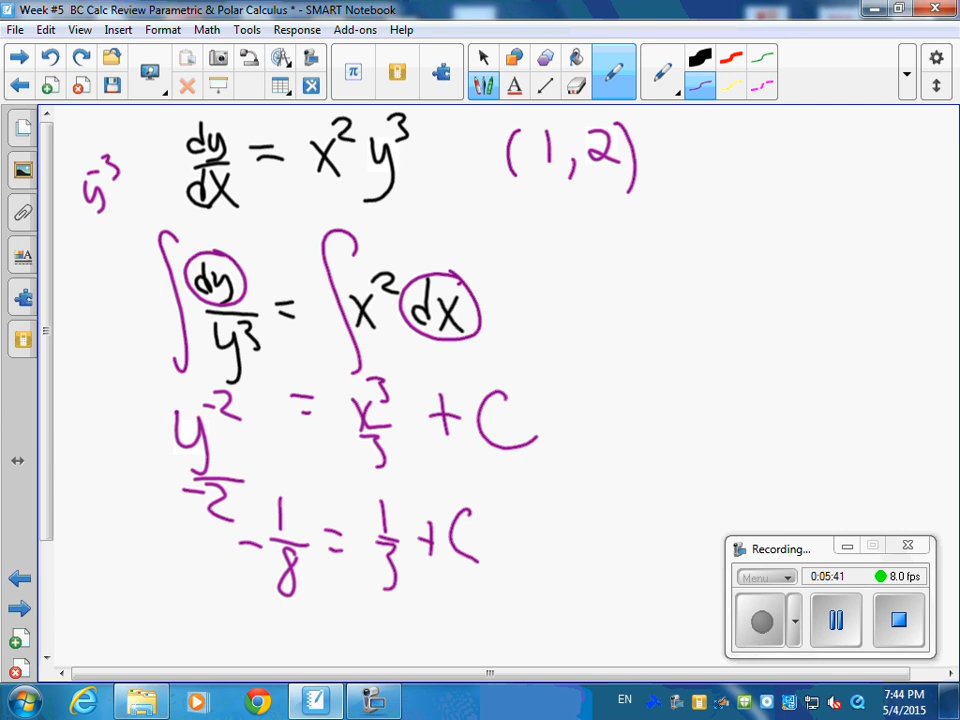 Week #5 BC Calc Review Parametric & Polar Calculus * - SMART Notebook
File Edit View Insert Format Math Tools Response Add-ons Help
π A
dy/dx = x² y³ (1, 2)
y⁻³
∫ dy/y³ = ∫ x² dx
y⁻²/-2 = x³/3 + C
-1/8 = 1/3 + C
Recording...
Menu 0:05:41 8.0 fps
EN 7:44 PM
5/4/2015